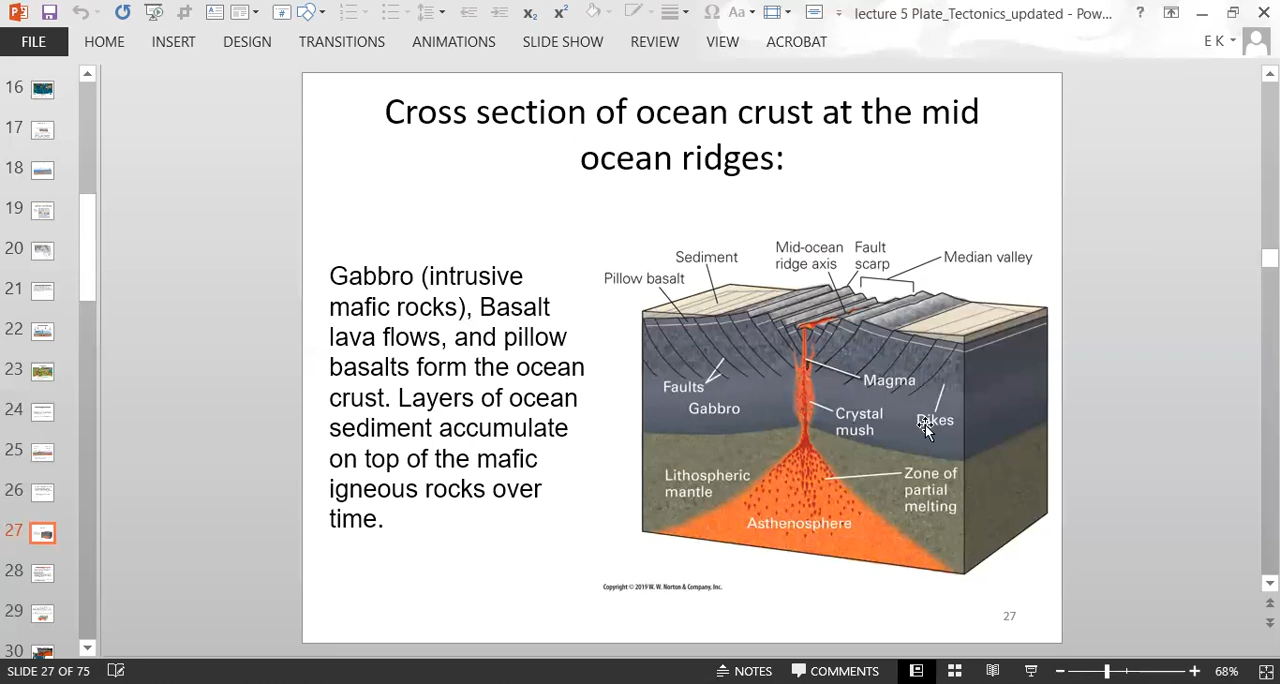 lecture 5 Plate_Tectonics_updated - Pow...
?
FILE
HOME
INSERT
DESIGN
TRANSITIONS
ANIMATIONS
SLIDE SHOW
REVIEW
VIEW
ACROBAT
E K
16
17
18
19
20
21
22
23
24
25
26
27
28
29
30
Cross section of ocean crust at the mid
ocean ridges:
Gabbro (intrusive
mafic rocks), Basalt
lava flows, and pillow
basalts form the ocean
crust. Layers of ocean
sediment accumulate
on top of the mafic
igneous rocks over
time.
Sediment
Pillow basalt
Mid-ocean
ridge axis
Fault
scarp
Median valley
Faults
Gabbro
Magma
Crystal
mush
Dikes
Lithospheric
mantle
Zone of
partial
melting
Asthenosphere
Copyright © 2019 W. W. Norton & Company, Inc.
27
SLIDE 27 OF 75
NOTES
COMMENTS
68%